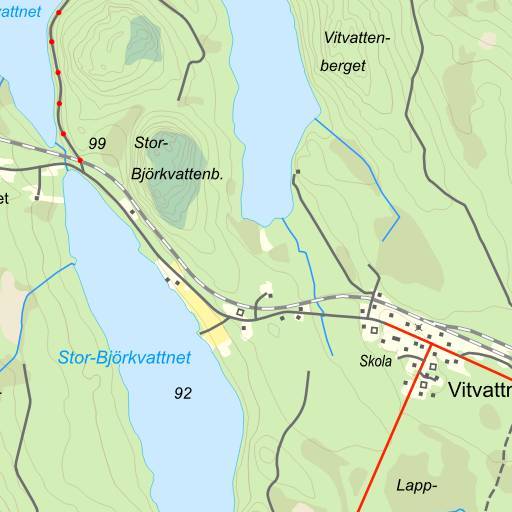 vattnet
Vitvatten-
berget
99
Stor-
Björkvattenb.
et
Stor-Björkvattnet
92
Skola
Vitvattn
Lapp-